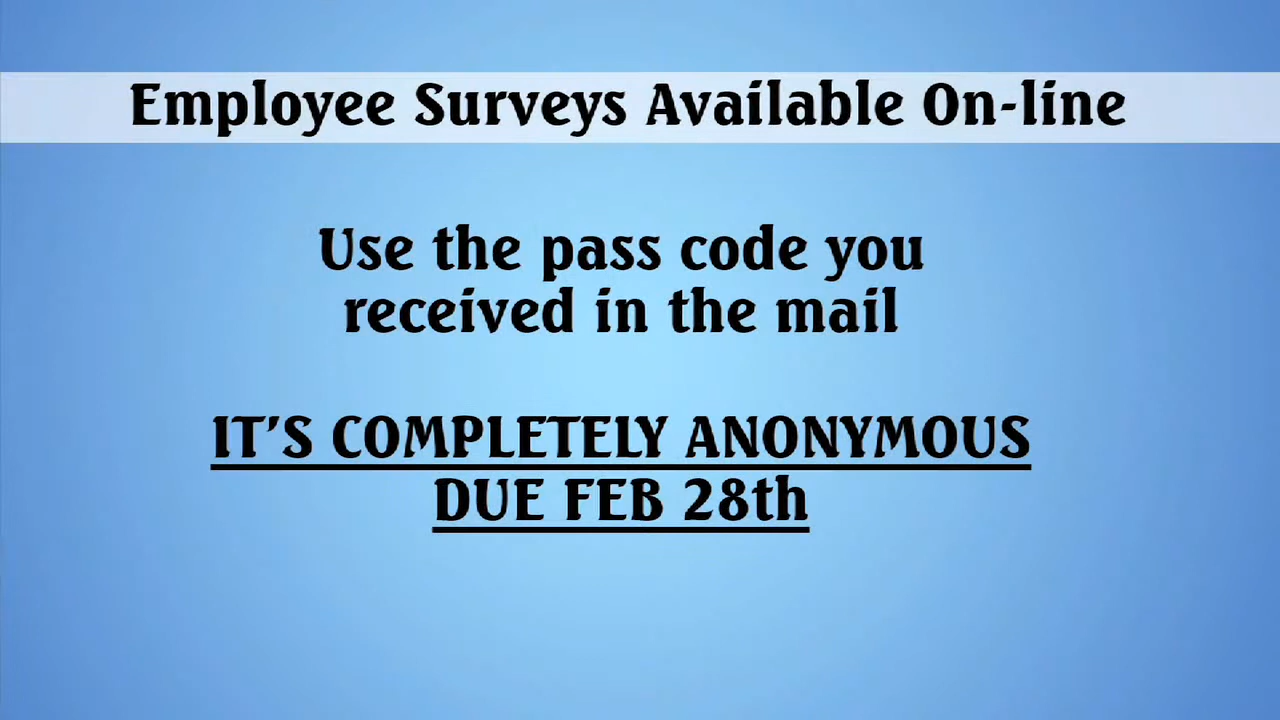 Employee Surveys Available On-line
Use the pass code you
received in the mail
IT'S COMPLETELY ANONYMOUS
DUE FEB 28th